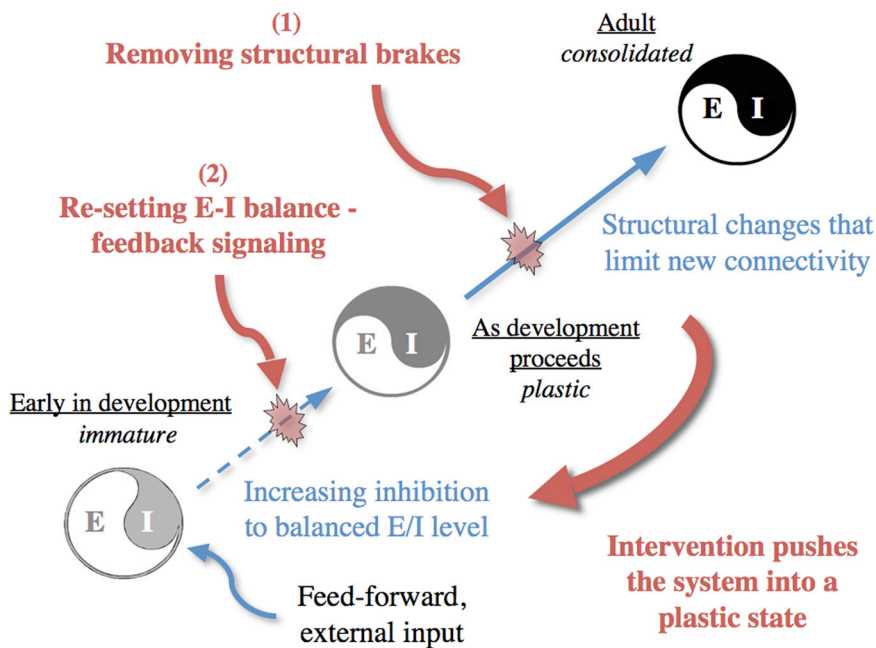 (1)
Removing structural brakes
Adult
consolidated
E I
(2)
Re-setting E-I balance -
feedback signaling
Structural changes that
limit new connectivity
E I
As development
proceeds
plastic
Early in development
immature
E I
Increasing inhibition
to balanced E/I level
Feed-forward,
external input
Intervention pushes
the system into a
plastic state